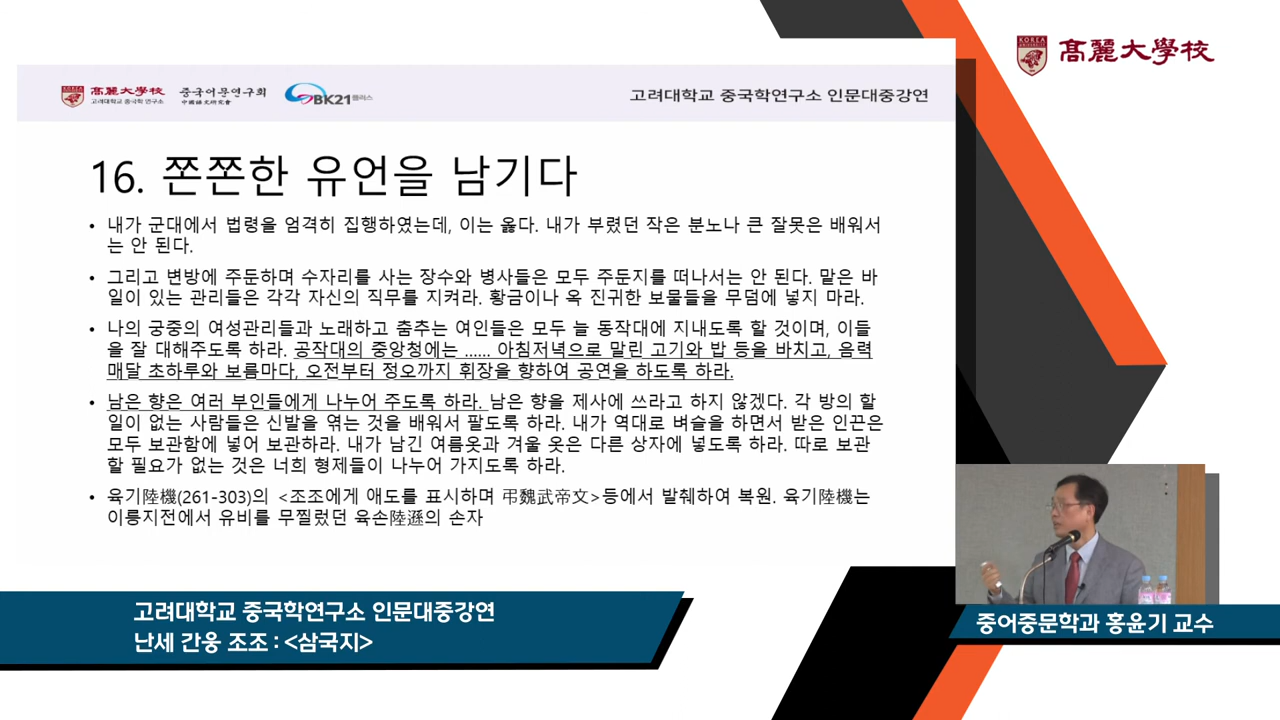 KOREA
UNIVERSITY
高麗大學校
高麗大學校
고려대학교 중국학 연구소
중국어문연구회
中國語文硏究會
BK21플러스
고려대학교 중국학연구소 인문대중강연
16. 쫀쫀한 유언을 남기다
• 내가 군대에서 법령을 엄격히 집행하였는데, 이는 옳다. 내가 부렸던 작은 분노나 큰 잘못은 배워서
는 안 된다.
• 그리고 변방에 주둔하며 수자리를 사는 장수와 병사들은 모두 주둔지를 떠나서는 안 된다. 맡은 바
일이 있는 관리들은 각각 자신의 직무를 지켜라. 황금이나 옥 진귀한 보물들을 무덤에 넣지 마라.
• 나의 궁중의 여성관리들과 노래하고 춤추는 여인들은 모두 늘 동작대에 지내도록 할 것이며, 이들
을 잘 대해주도록 하라. 공작대의 중앙청에는 ...... 아침저녁으로 말린 고기와 밥 등을 바치고, 음력
매달 초하루와 보름마다, 오전부터 정오까지 휘장을 향하여 공연을 하도록 하라.
• 남은 향은 여러 부인들에게 나누어 주도록 하라. 남은 향을 제사에 쓰라고 하지 않겠다. 각 방의 할
일이 없는 사람들은 신발을 엮는 것을 배워서 팔도록 하라. 내가 역대로 벼슬을 하면서 받은 인끈은
모두 보관함에 넣어 보관하라. 내가 남긴 여름옷과 겨울 옷은 다른 상자에 넣도록 하라. 따로 보관
할 필요가 없는 것은 너희 형제들이 나누어 가지도록 하라.
• 육기陸機(261-303)의 <조조에게 애도를 표시하며 弔魏武帝文>등에서 발췌하여 복원. 육기陸機는
이릉지전에서 유비를 무찔렀던 육손陸遜의 손자
고려대학교 중국학연구소 인문대중강연
난세 간웅 조조 : <삼국지>
중어중문학과 홍윤기 교수